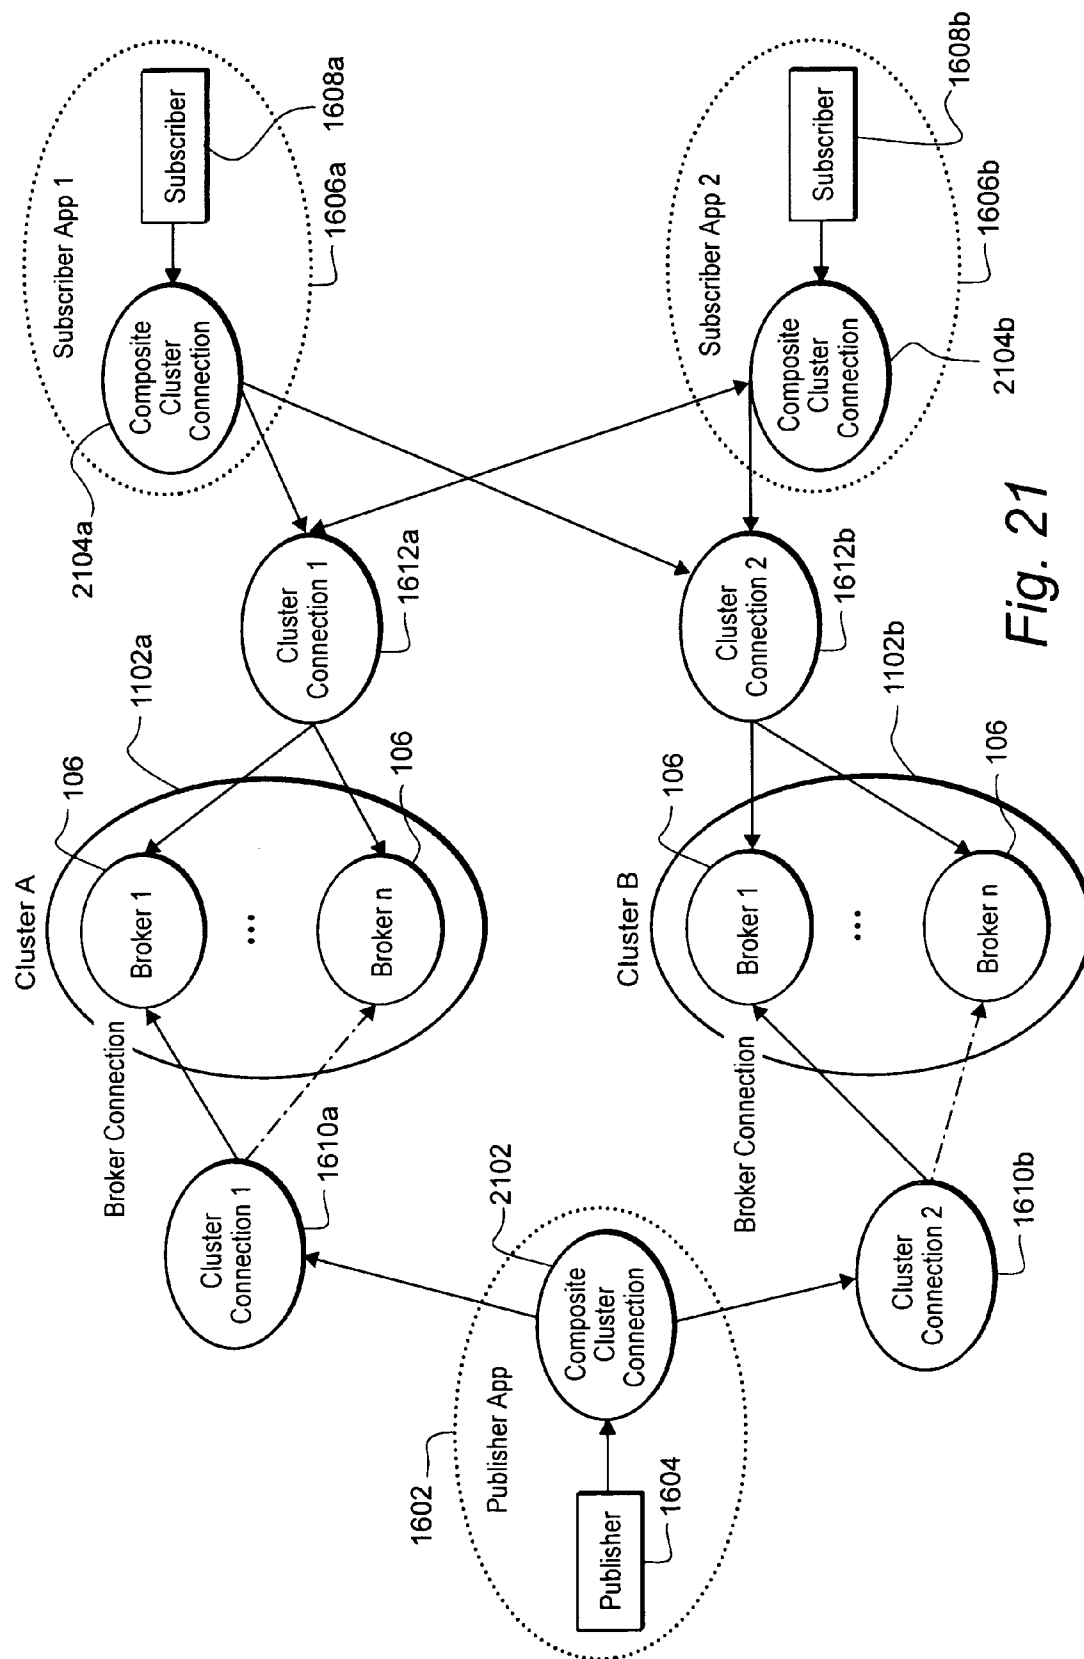 1602
Publisher App
Publisher
1604
Composite
Cluster
Connection
2102
Cluster
Connection 1
1610a
Cluster
Connection 2
1610b
Broker Connection
Broker Connection
Cluster A
Broker 1
...
Broker n
106
106
1102a
Cluster B
Broker 1
...
Broker n
106
106
1102b
Cluster
Connection 1
1612a
Cluster
Connection 2
1612b
2104a
Composite
Cluster
Connection
Subscriber App 1
Subscriber
1608a
1606a
Composite
Cluster
Connection
2104b
Subscriber App 2
Subscriber
1608b
1606b
Fig. 21